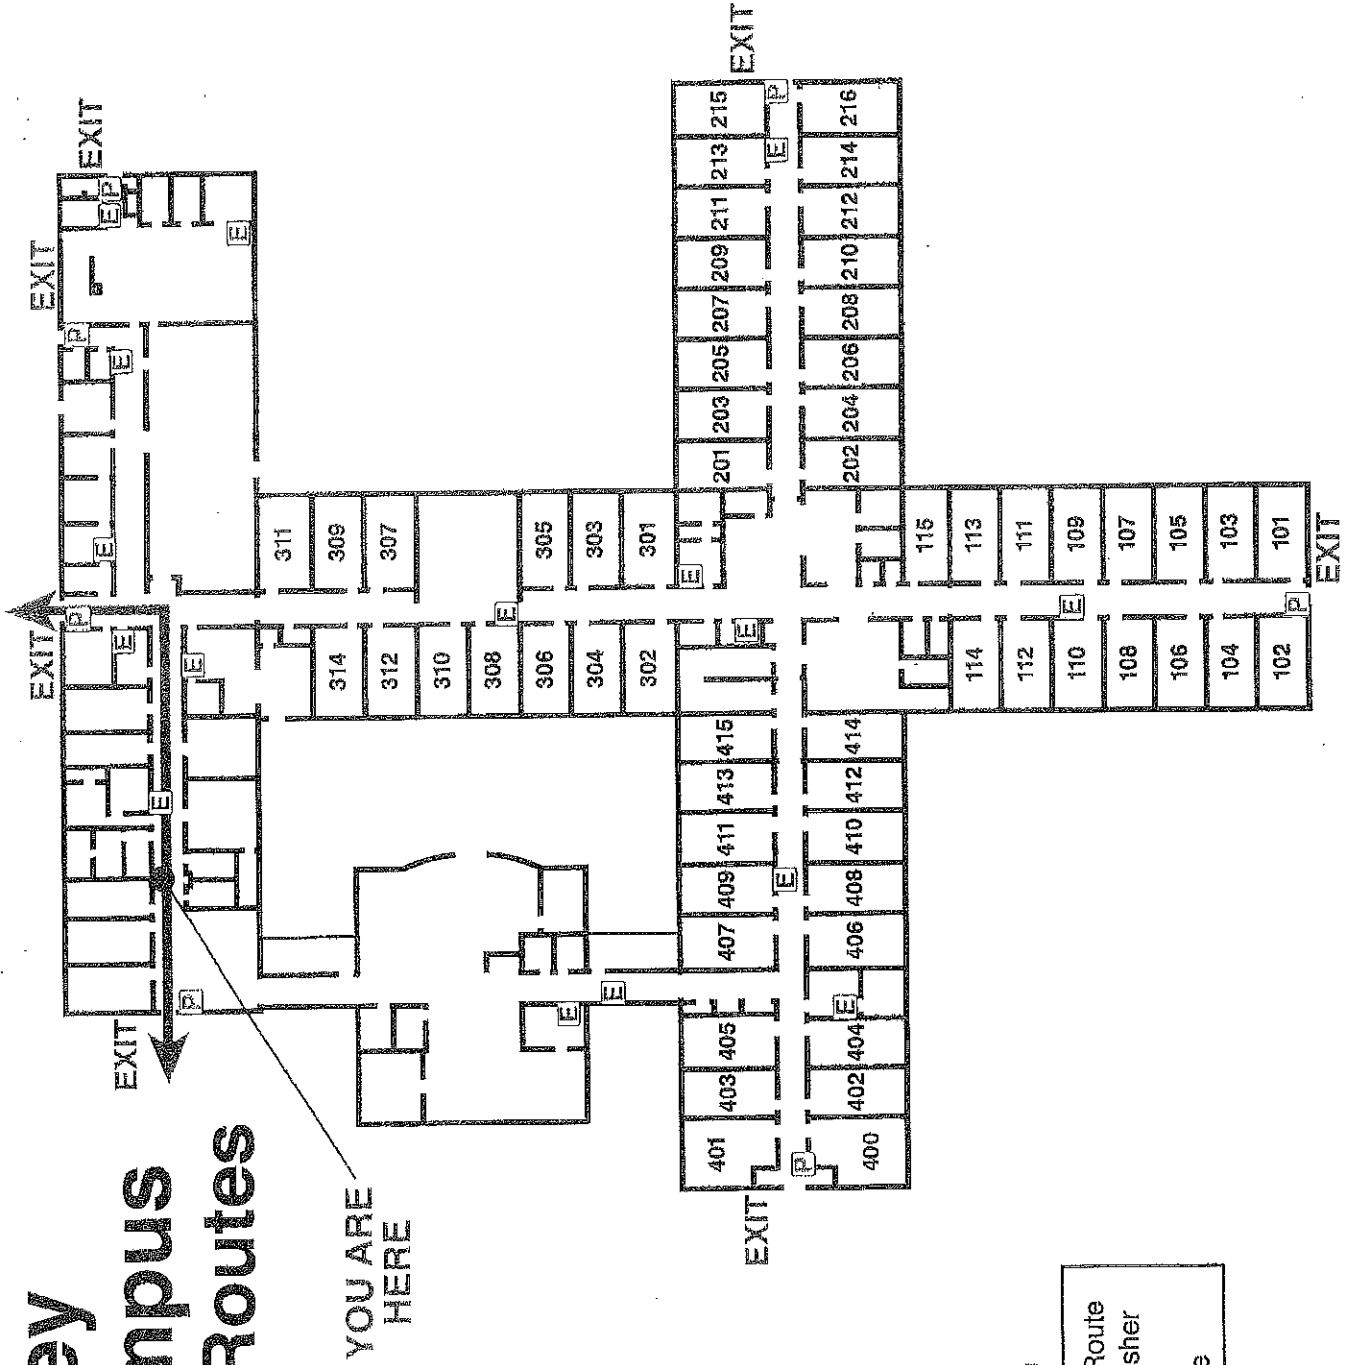 ey
EXIT
EXIT
P
P
EXIT
E
E P
E
E
mpus
EXIT
E
P
E
Routes
E
311
314 309
YOU ARE
HERE
312 307
310
308
E
306 305
E
304 303
E
302 301
E
401 403 405 407 409 411 413 415 201 203 205 207 209 211 213 215
EXIT
E
EXIT
P
E
E
P
400 402 404 E 406 408 410 412 414 202 204 206 208 210 212 214 216
115
114 113
112 111
110 E 109
108 107
106 105
104 103
102 101
P
EXIT
Route
sher
e